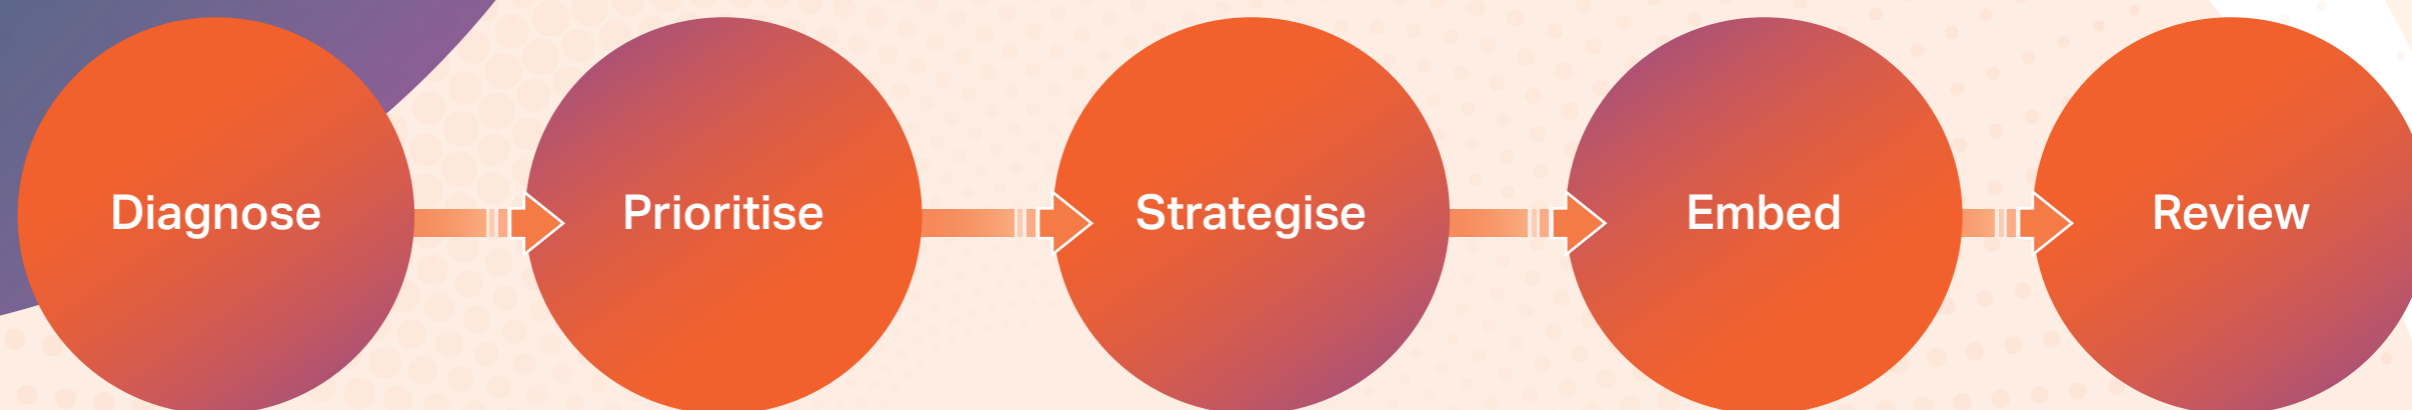 Diagnose
Prioritise
Strategise
Embed
Review